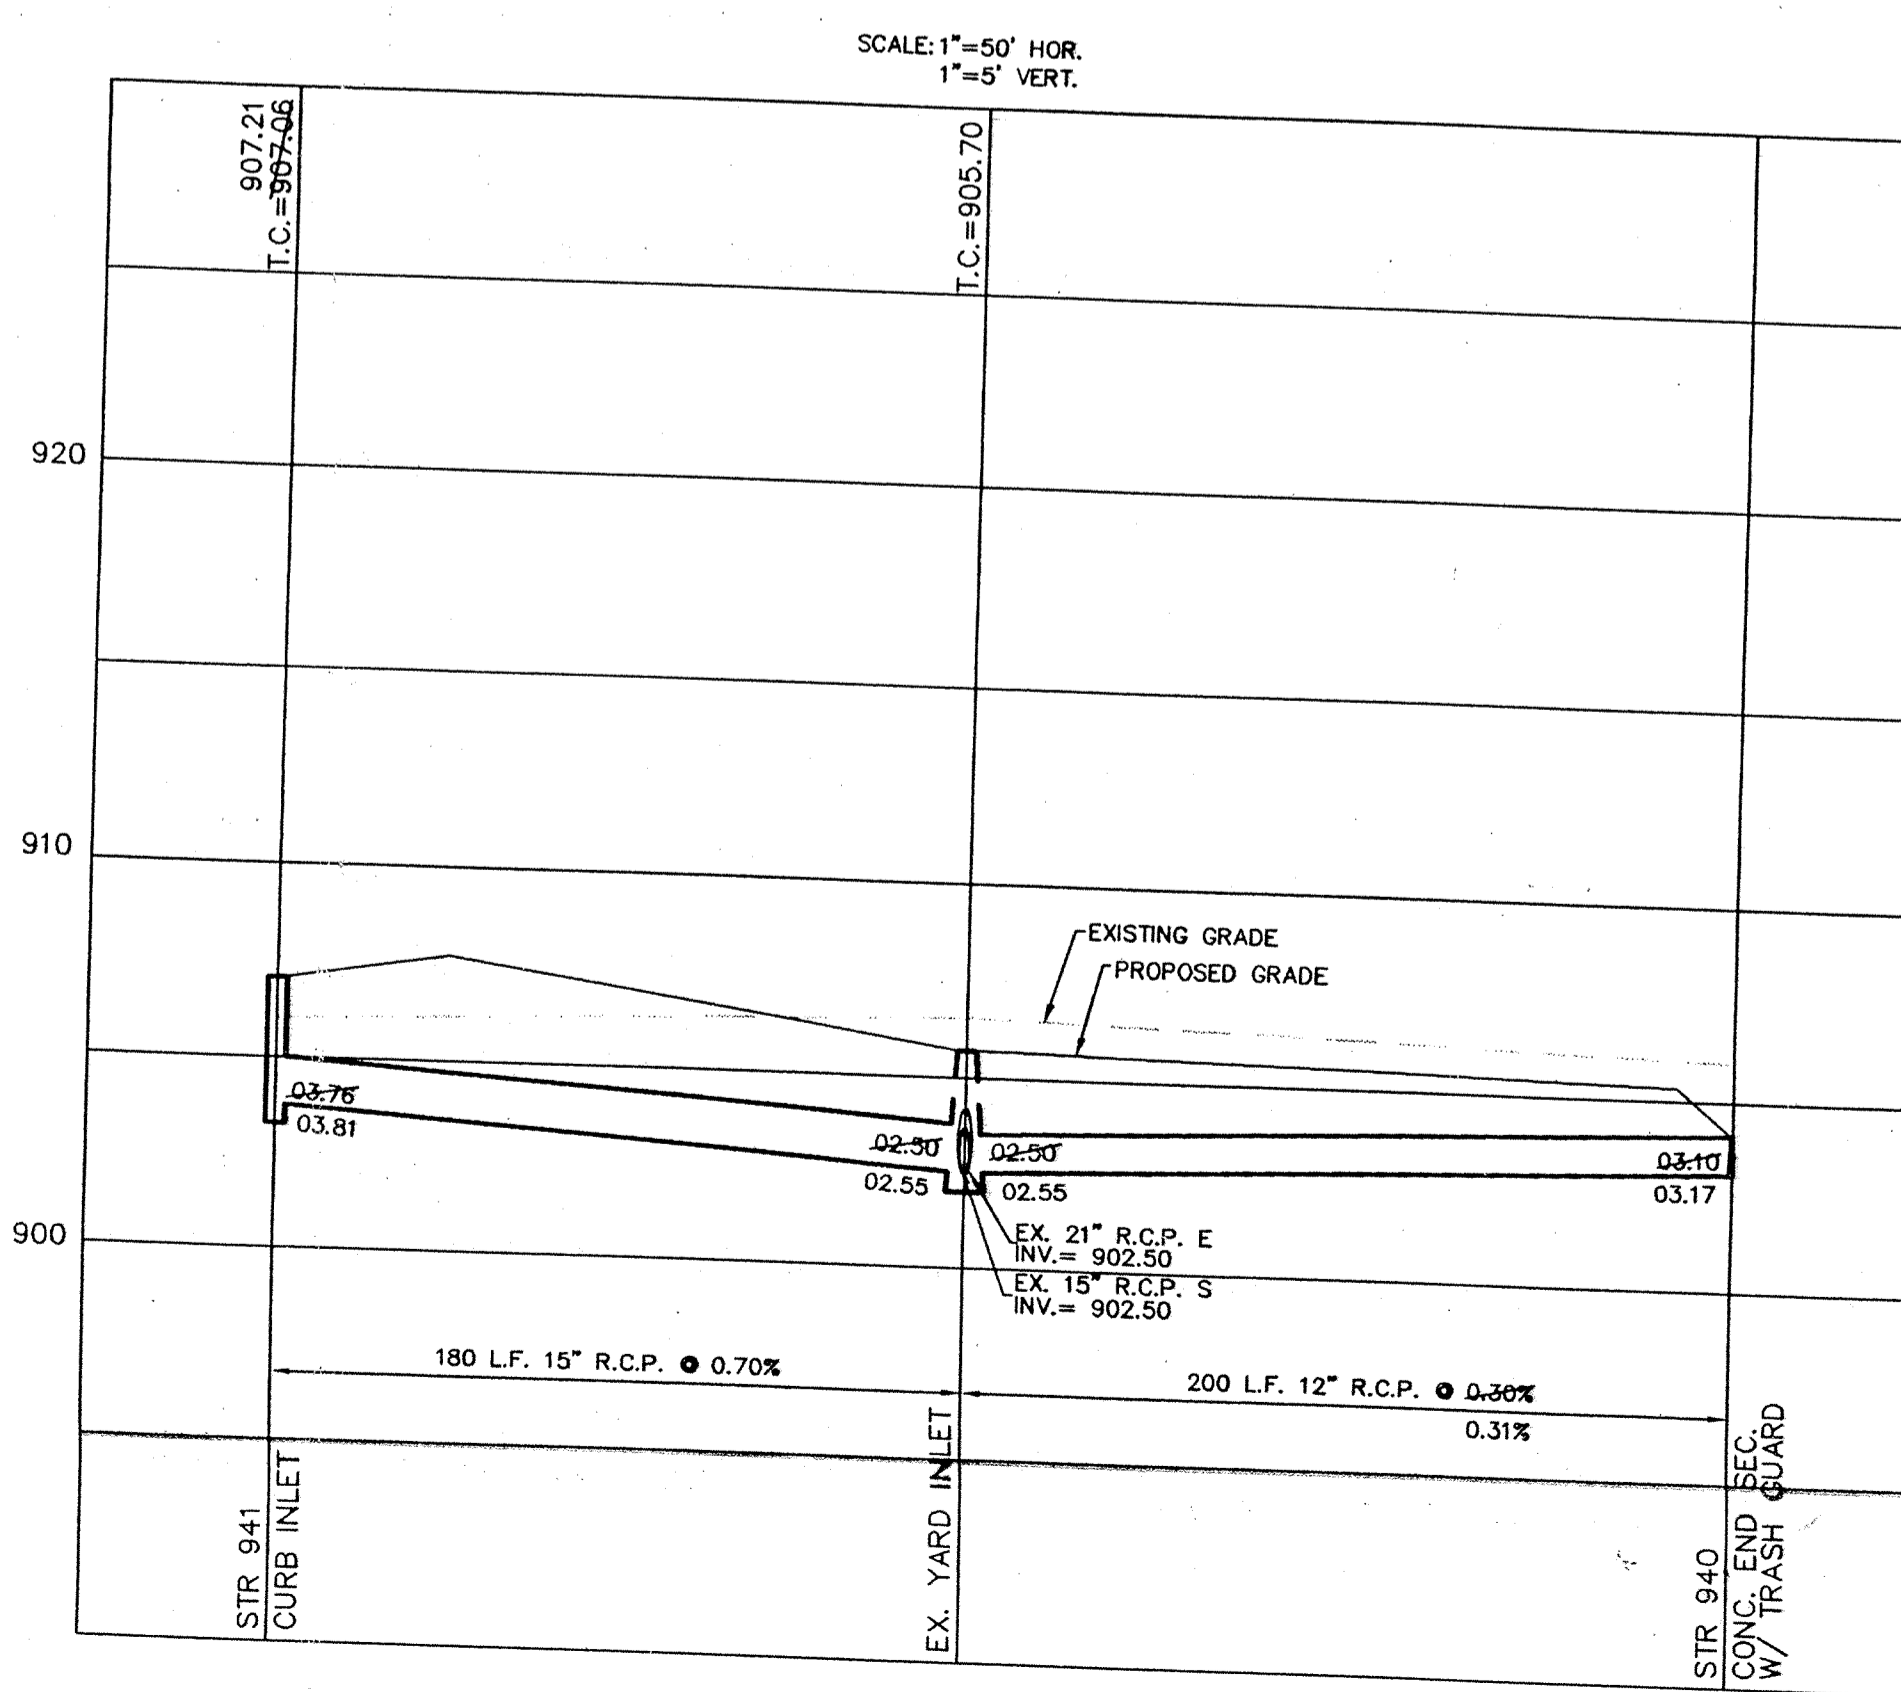 SCALE: 1"=50' HOR.
1"=5' VERT.
907.21
T.C.=907.06
T.C.=905.70
920
910
900
EXISTING GRADE
PROPOSED GRADE
03.76
03.81
02.50
02.55
02.50
02.55
03.10
03.17
EX. 21" R.C.P. E
INV.= 902.50
EX. 15" R.C.P. S
INV.= 902.50
180 L.F. 15" R.C.P. @ 0.70%
200 L.F. 12" R.C.P. @ 0.30%
0.31%
STR 941
CURB INLET
EX. YARD INLET
STR 940
CONC. END SEC.
W/ TRASH GUARD